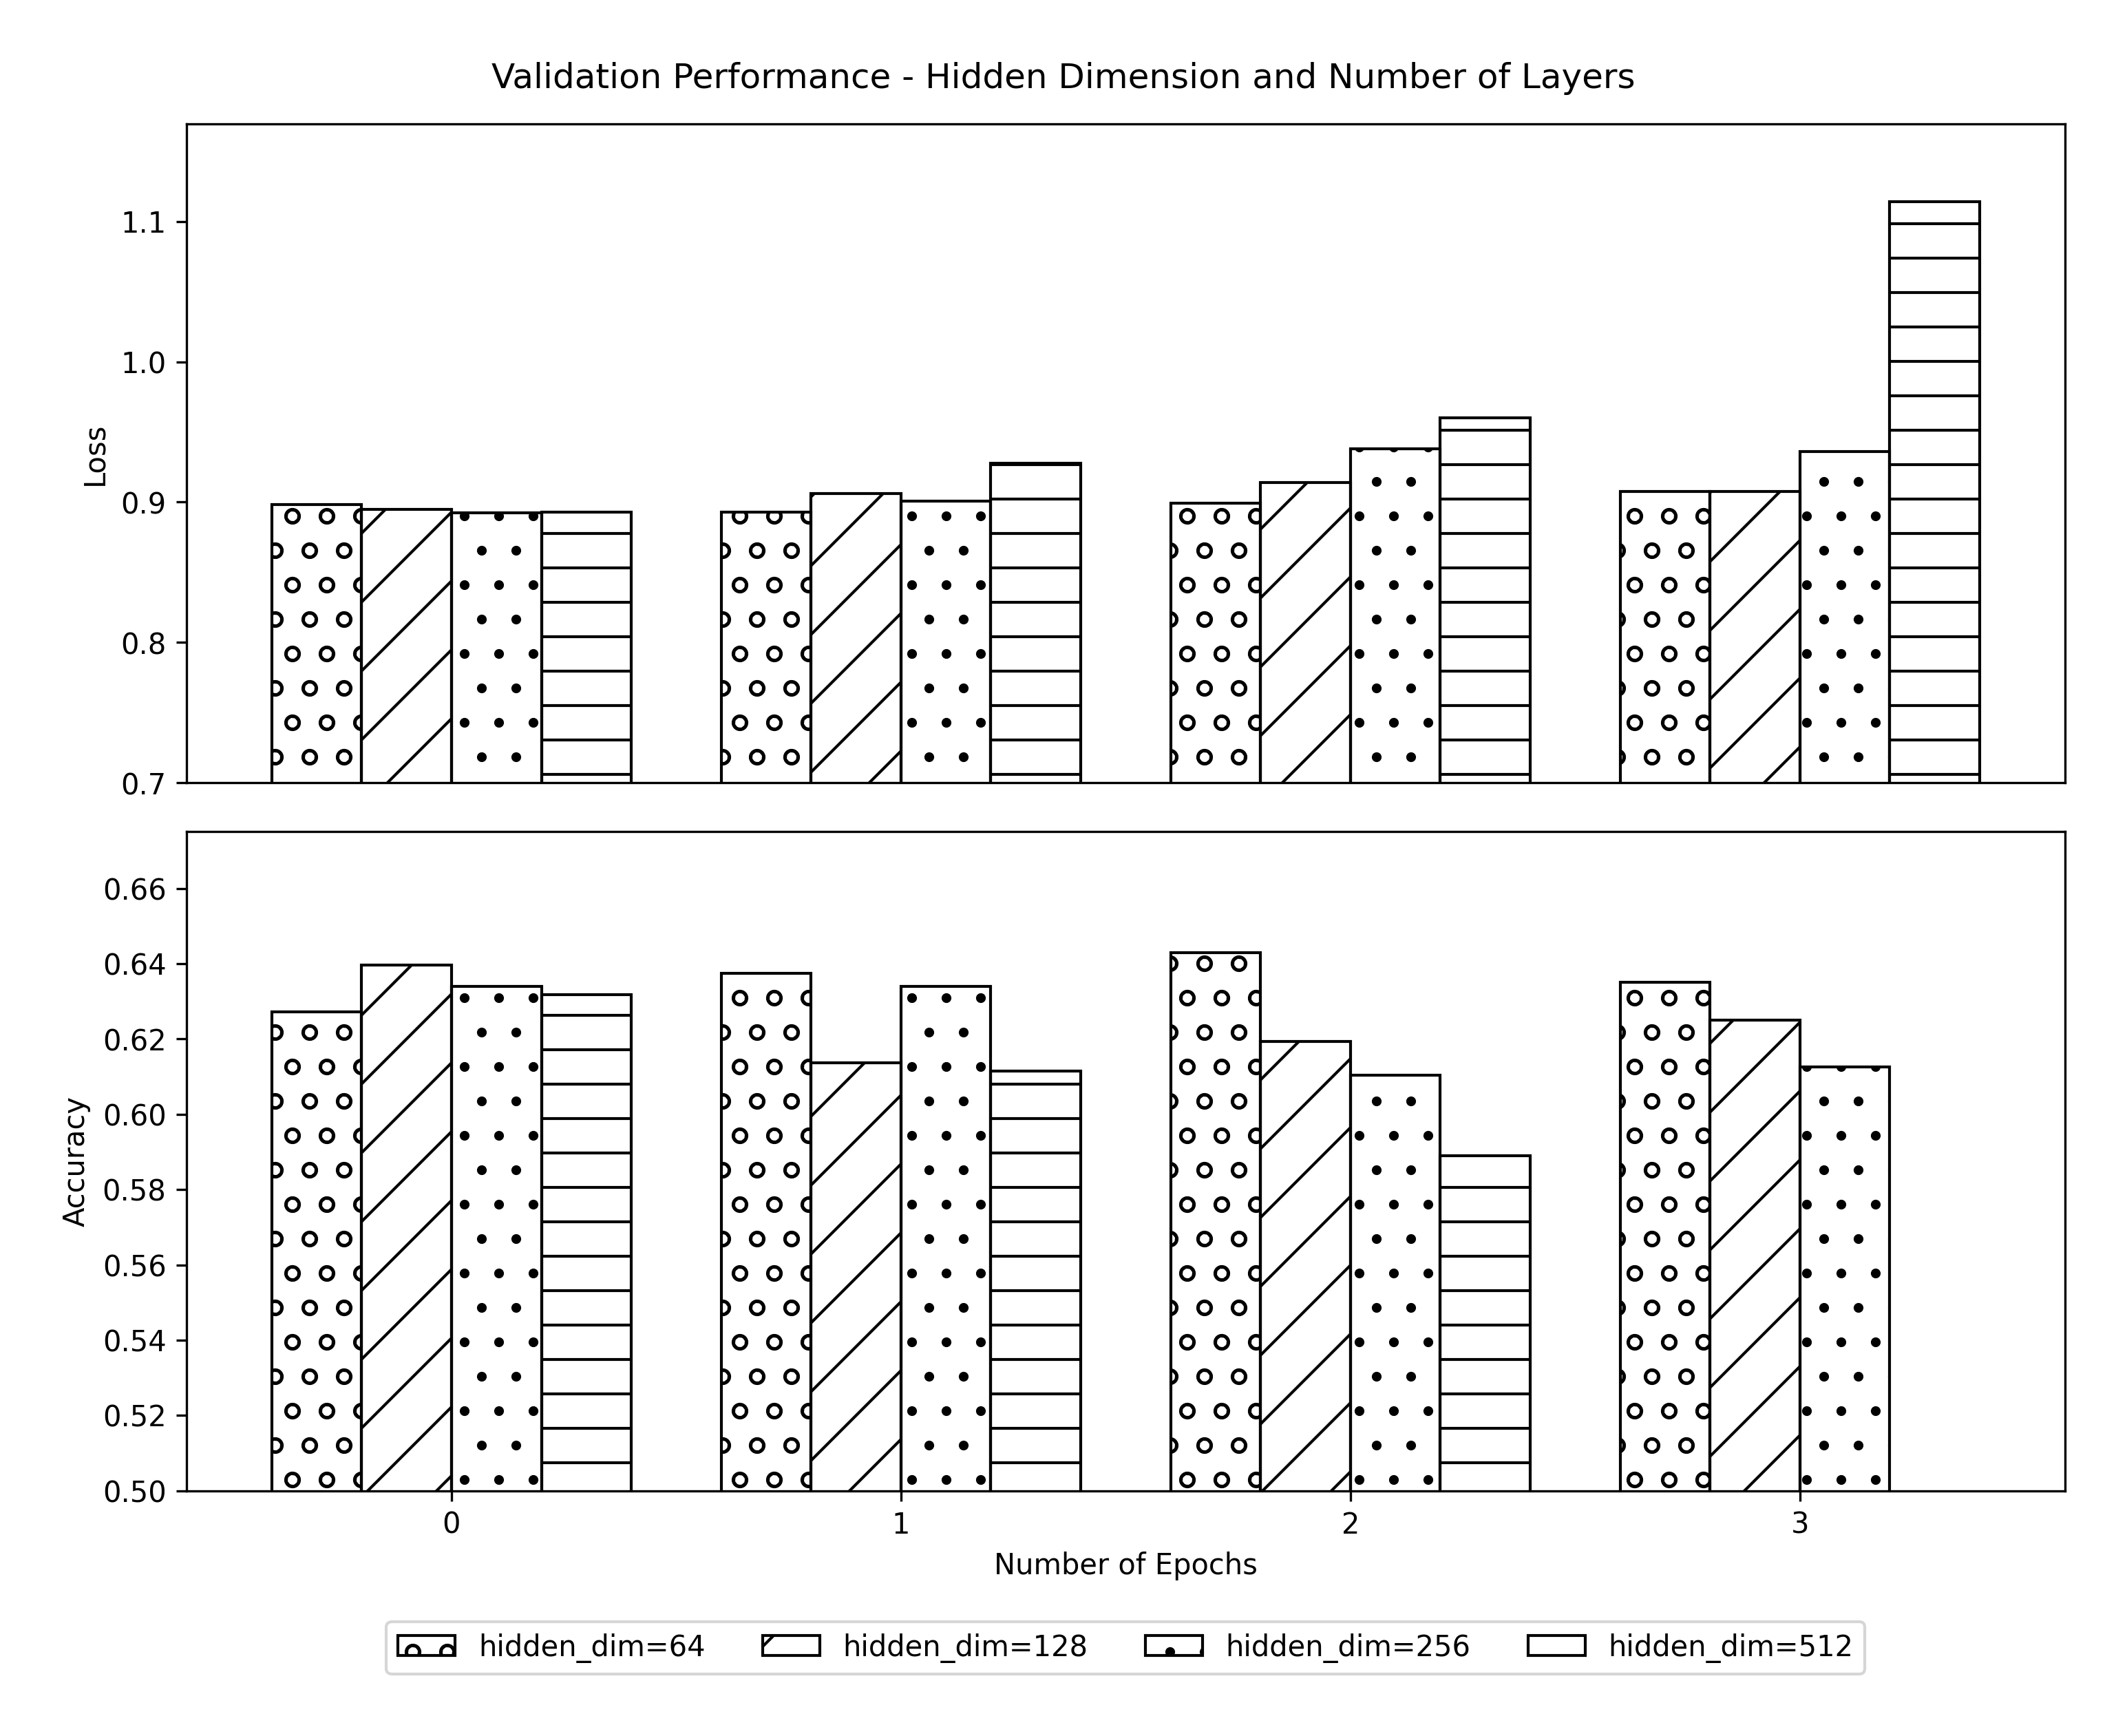 Validation Performance - Hidden Dimension and Number of Layers
Loss
1.1
1.0
0.9
0.8
0.7
Accuracy
0.66
0.64
0.62
0.60
0.58
0.56
0.54
0.52
0.50
0 1 2 3
Number of Epochs
hidden_dim=64 hidden_dim=128 hidden_dim=256 hidden_dim=512